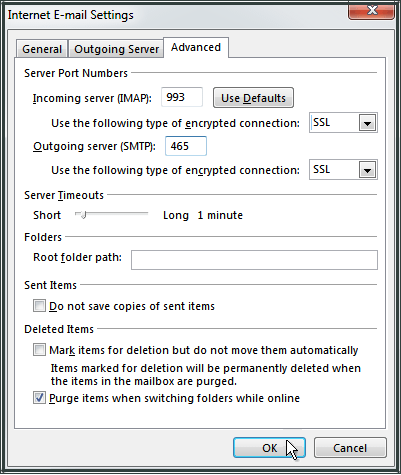 Internet E-mail Settings
General Outgoing Server Advanced
Server Port Numbers
Incoming server (IMAP): 993 Use Defaults
Use the following type of encrypted connection: SSL
Outgoing server (SMTP): 465
Use the following type of encrypted connection: SSL
Server Timeouts
Short Long 1 minute
Folders
Root folder path:
Sent Items
Do not save copies of sent items
Deleted Items
Mark items for deletion but do not move them automatically
Items marked for deletion will be permanently deleted when
the items in the mailbox are purged.
Purge items when switching folders while online
OK Cancel